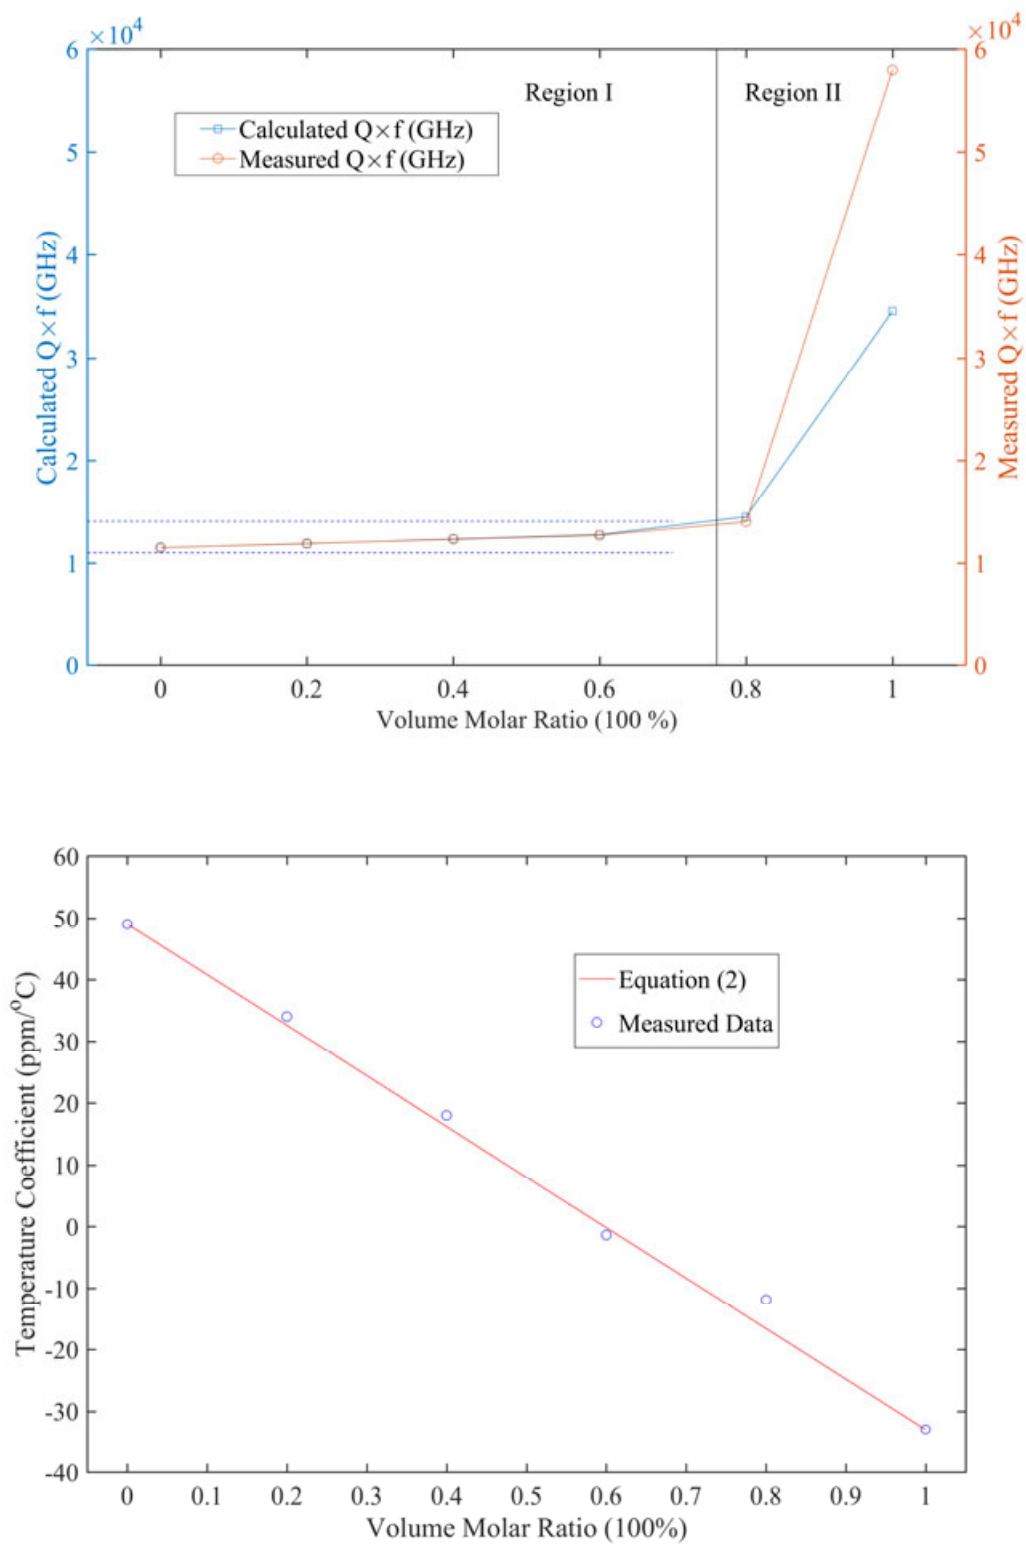 ×10⁴
×10⁴
6
6
Region I
Region II
Calculated Q×f (GHz)
Measured Q×f (GHz)
5
5
4
4
Calculated Q×f (GHz)
Measured Q×f (GHz)
3
3
2
2
1
1
0
0
0 0.2 0.4 0.6 0.8 1
Volume Molar Ratio (100 %)
60
50
40
Equation (2)
Measured Data
30
20
Temperature Coefficient (ppm/°C)
10
0
-10
-20
-30
-40
0 0.1 0.2 0.3 0.4 0.5 0.6 0.7 0.8 0.9 1
Volume Molar Ratio (100%)